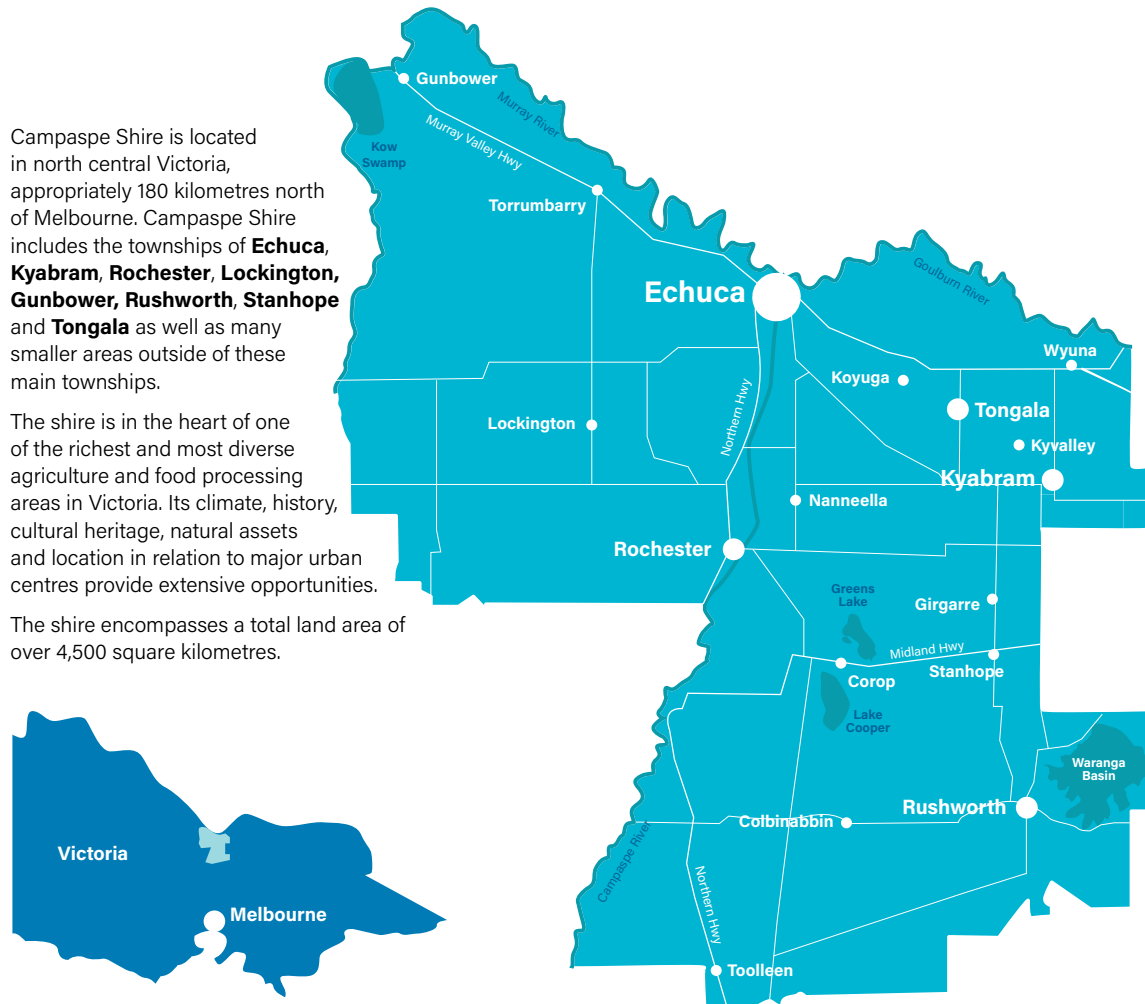 Campaspe Shire is located
in north central Victoria,
appropriately 180 kilometres north
of Melbourne. Campaspe Shire
includes the townships of Echuca,
Kyabram, Rochester, Lockington,
Gunbower, Rushworth, Stanhope
and Tongala as well as many
smaller areas outside of these
main townships.
The shire is in the heart of one
of the richest and most diverse
agriculture and food processing
areas in Victoria. Its climate, history,
cultural heritage, natural assets
and location in relation to major urban
centres provide extensive opportunities.
The shire encompasses a total land area of
over 4,500 square kilometres.
Victoria
Melbourne
Gunbower
Murray River
Murray Valley Hwy
Kow
Swamp
Torrumbarry
Echuca
Goulburn River
Wyuna
Koyuga
Tongala
Lockington
Northern Hwy
Kyvalley
Kyabram
Nanneella
Rochester
Greens
Lake
Girgarre
Midland Hwy
Stanhope
Corop
Lake
Cooper
Waranga
Basin
Rushworth
Colbinabbin
Campaspe River
Northern Hwy
Toolleen